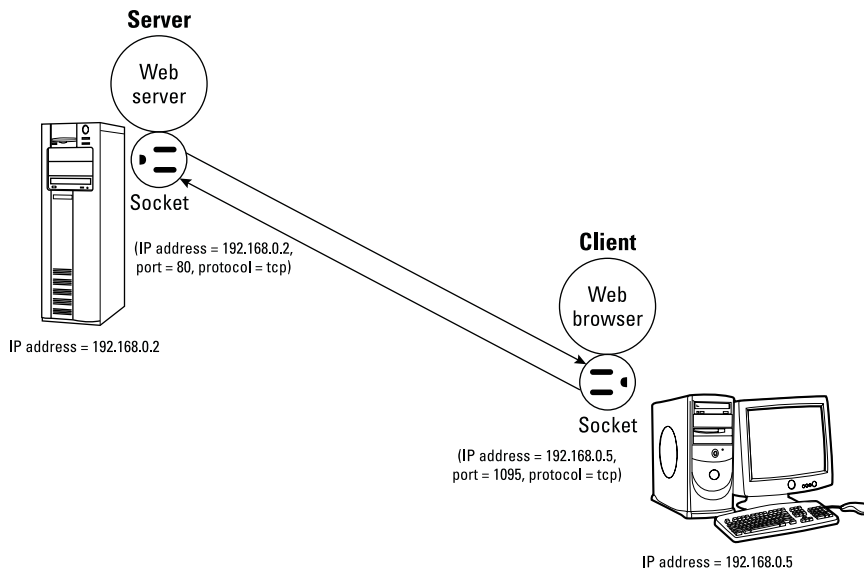 Server
Web
server
Socket
(IP address = 192.168.0.2,
port = 80, protocol = tcp)
IP address = 192.168.0.2
Client
Web
browser
Socket
(IP address = 192.168.0.5,
port = 1095, protocol = tcp)
IP address = 192.168.0.5